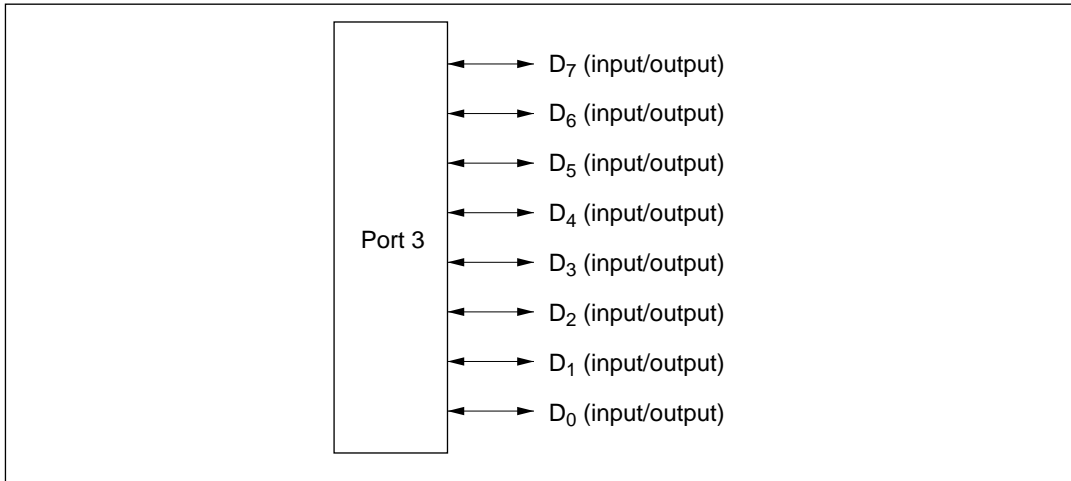 D7 (input/output)
D6 (input/output)
D5 (input/output)
D4 (input/output)
Port 3
D3 (input/output)
D2 (input/output)
D1 (input/output)
D0 (input/output)